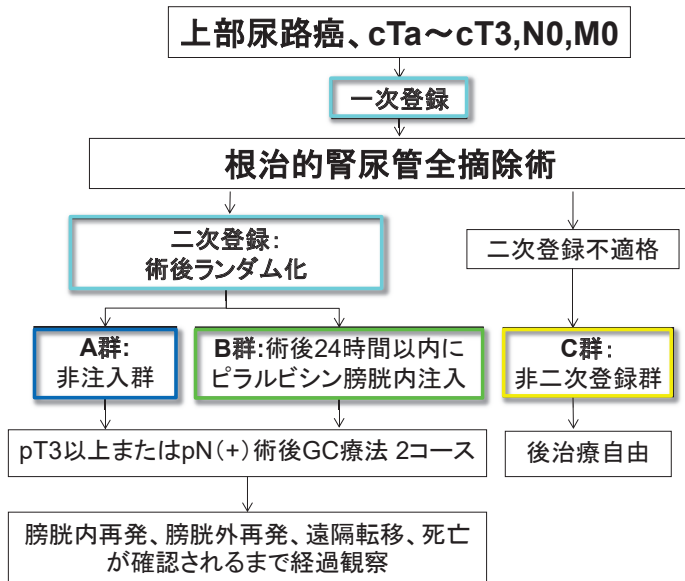 上部尿路癌、cTa～cT3,N0,M0
一次登録
根治的腎尿管全摘除術
二次登録：
術後ランダム化
二次登録不適格
A群：
非注入群
B群：術後24時間以内に
ピラルビシン膀胱内注入
C群：
非二次登録群
pT3以上またはpN（+）術後GC療法 2コース
後治療自由
膀胱内再発、膀胱外再発、遠隔転移、死亡
が確認されるまで経過観察